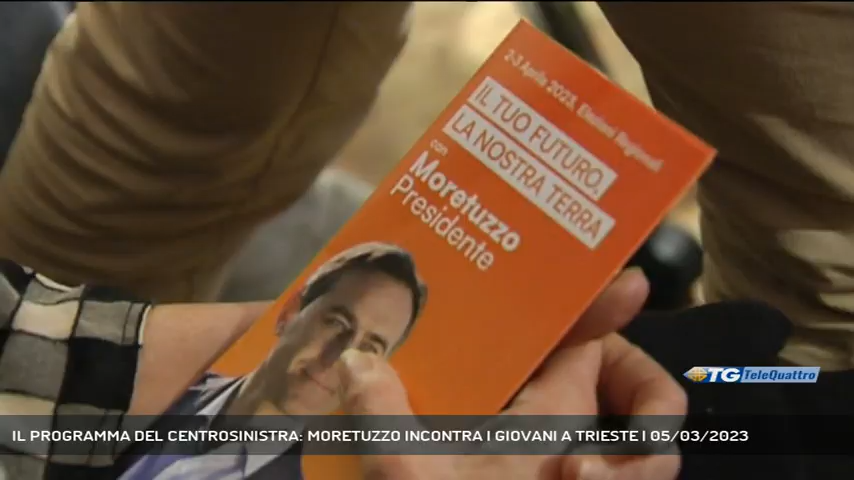 2-3 Aprile 2023, Elezioni Regionali
IL TUO FUTURO,
LA NOSTRA TERRA
con
Moretuzzo
Presidente
TG TeleQuattro
IL PROGRAMMA DEL CENTROSINISTRA: MORETUZZO INCONTRA I GIOVANI A TRIESTE | 05/03/2023